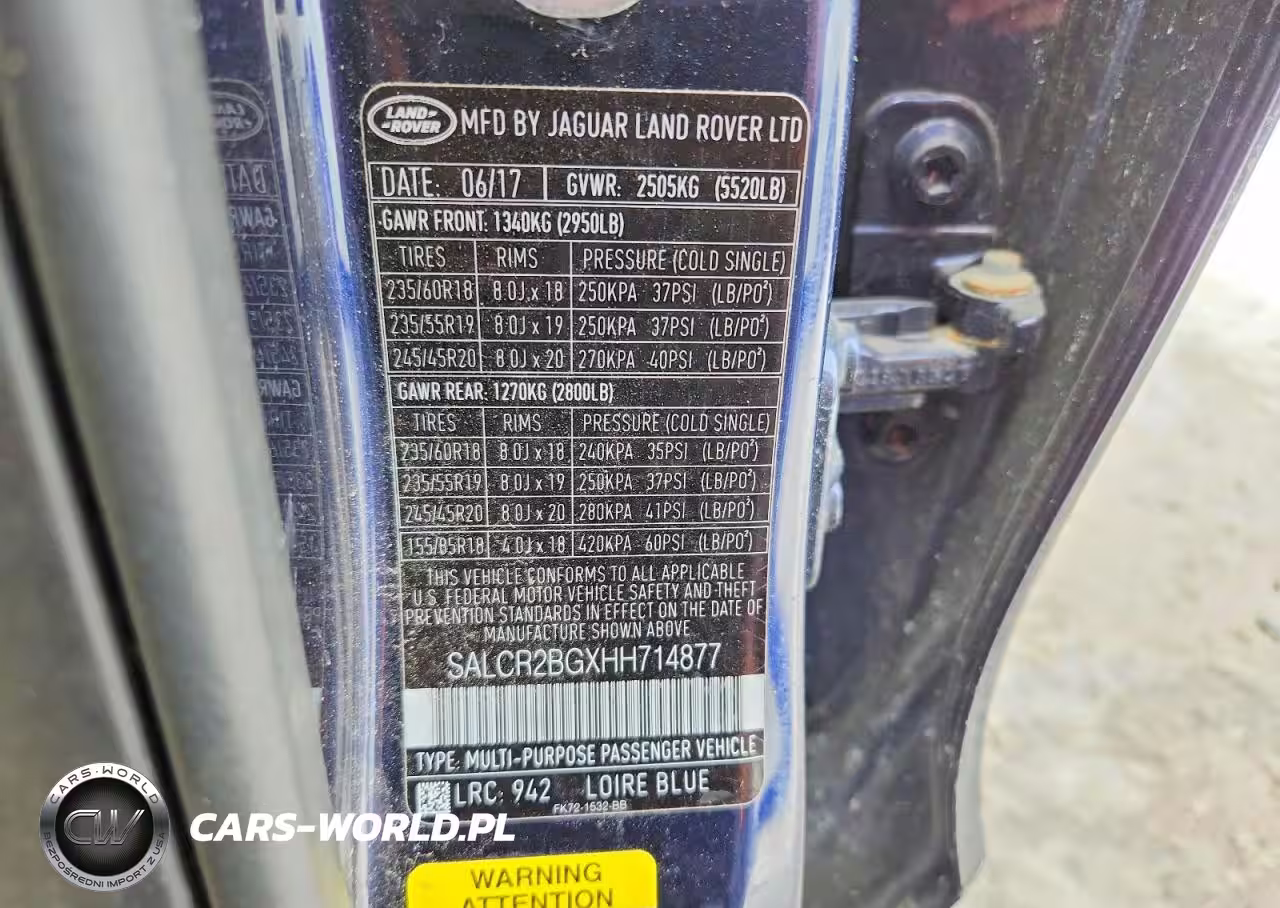 LAND ROVER MFD BY JAGUAR LAND ROVER LTD
DATE: 06/17 GVWR: 2505KG (5520LB)
GAWR FRONT: 1340KG (2950LB)
TIRES RIMS PRESSURE (COLD SINGLE)
235/60R18 8.0J x 18 250KPA 37PSI (LB/PO²)
235/55R19 8.0J x 19 250KPA 37PSI (LB/PO²)
245/45R20 8.0J x 20 270KPA 40PSI (LB/PO²)
GAWR REAR: 1270KG (2800LB)
TIRES RIMS PRESSURE (COLD SINGLE)
235/60R18 8.0J x 18 240KPA 35PSI (LB/PO²)
235/55R19 8.0J x 19 250KPA 37PSI (LB/PO²)
245/45R20 8.0J x 20 280KPA 41PSI (LB/PO²)
155/85R18 4.0J x 18 420KPA 60PSI (LB/PO²)
THIS VEHICLE CONFORMS TO ALL APPLICABLE
U.S. FEDERAL MOTOR VEHICLE SAFETY AND THEFT
PREVENTION STANDARDS IN EFFECT ON THE DATE OF
MANUFACTURE SHOWN ABOVE
SALCR2BGXHH714877
TYPE: MULTI-PURPOSE PASSENGER VEHICLE
LRC: 942 LOIRE BLUE
FK72-1532-BB
WARNING
ATTENTION
CARS-WORLD
CW
BEZPOŚREDNI IMPORT Z USA
CARS-WORLD.PL